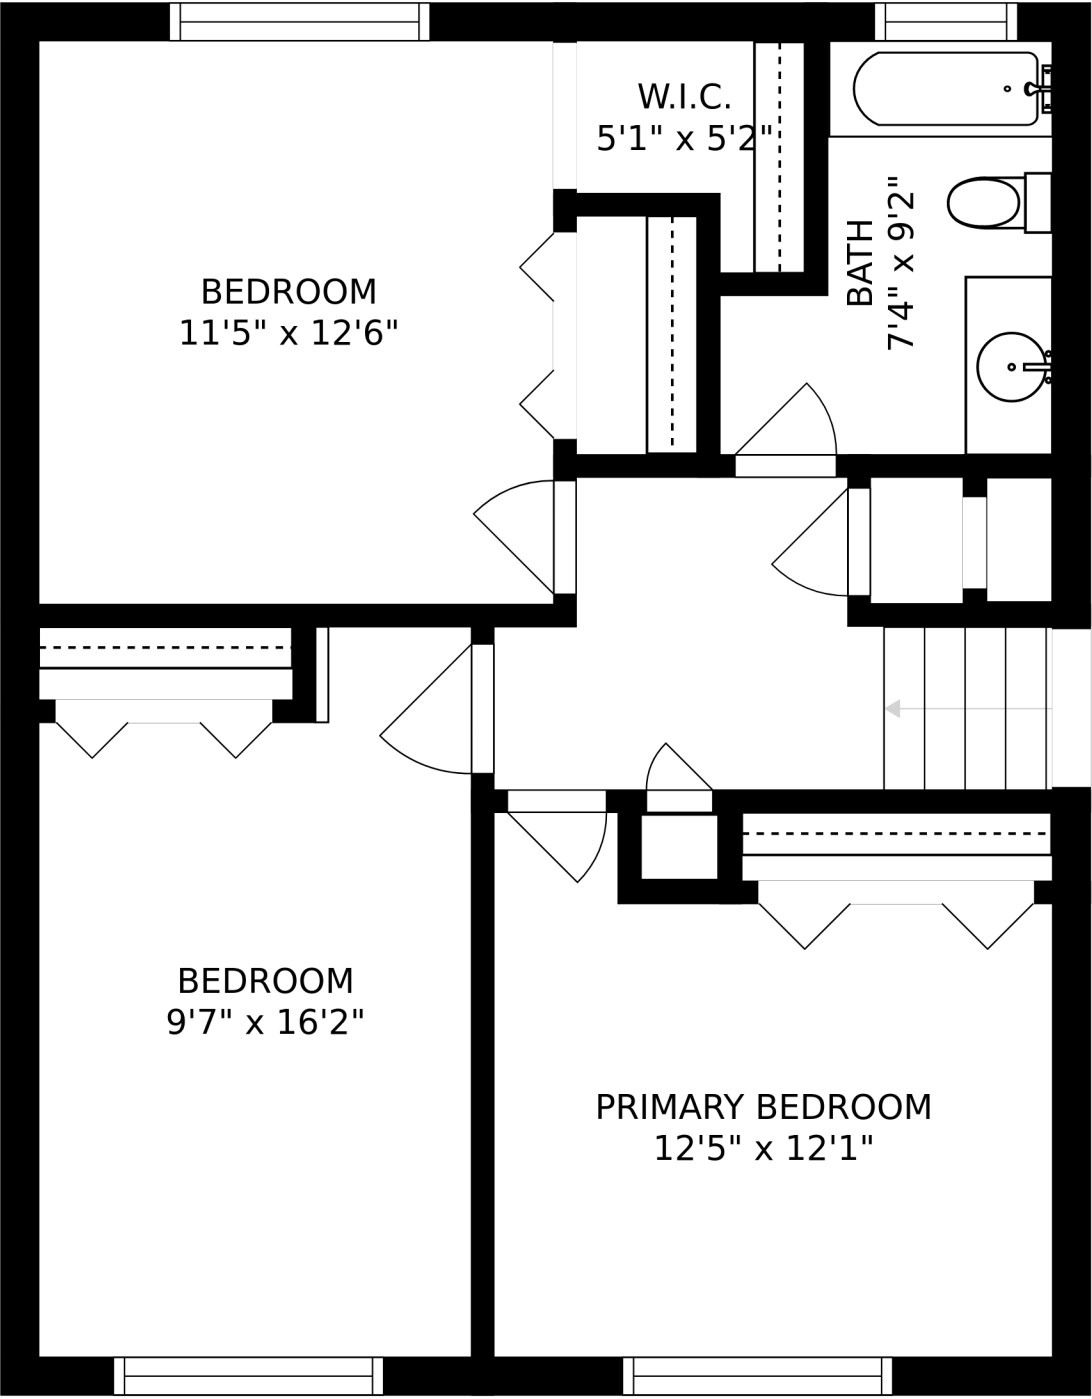 W.I.C.
5'1" x 5'2"
BATH
7'4" x 9'2"
BEDROOM
11'5" x 12'6"
BEDROOM
9'7" x 16'2"
PRIMARY BEDROOM
12'5" x 12'1"